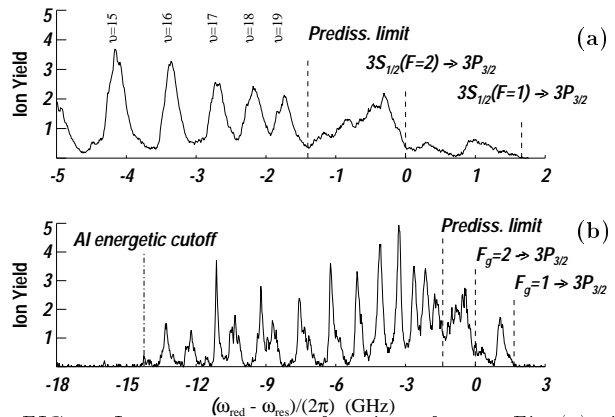 υ=15 υ=16 υ=17 υ=18 υ=19
Prediss. limit
(a)
3S1/2(F=2) → 3P3/2
3S1/2(F=1) → 3P3/2
Ion Yield
5
4
3
2
1
-5 -4 -3 -2 -1 0 1 2
(b)
AI energetic cutoff
Prediss. limit
Fg=2 → 3P3/2
Fg=1 → 3P3/2
Ion Yield
5
4
3
2
1
-18 -15 -12 -9 -6 -3 0 3
(ωred - ωres)/(2π) (GHz)